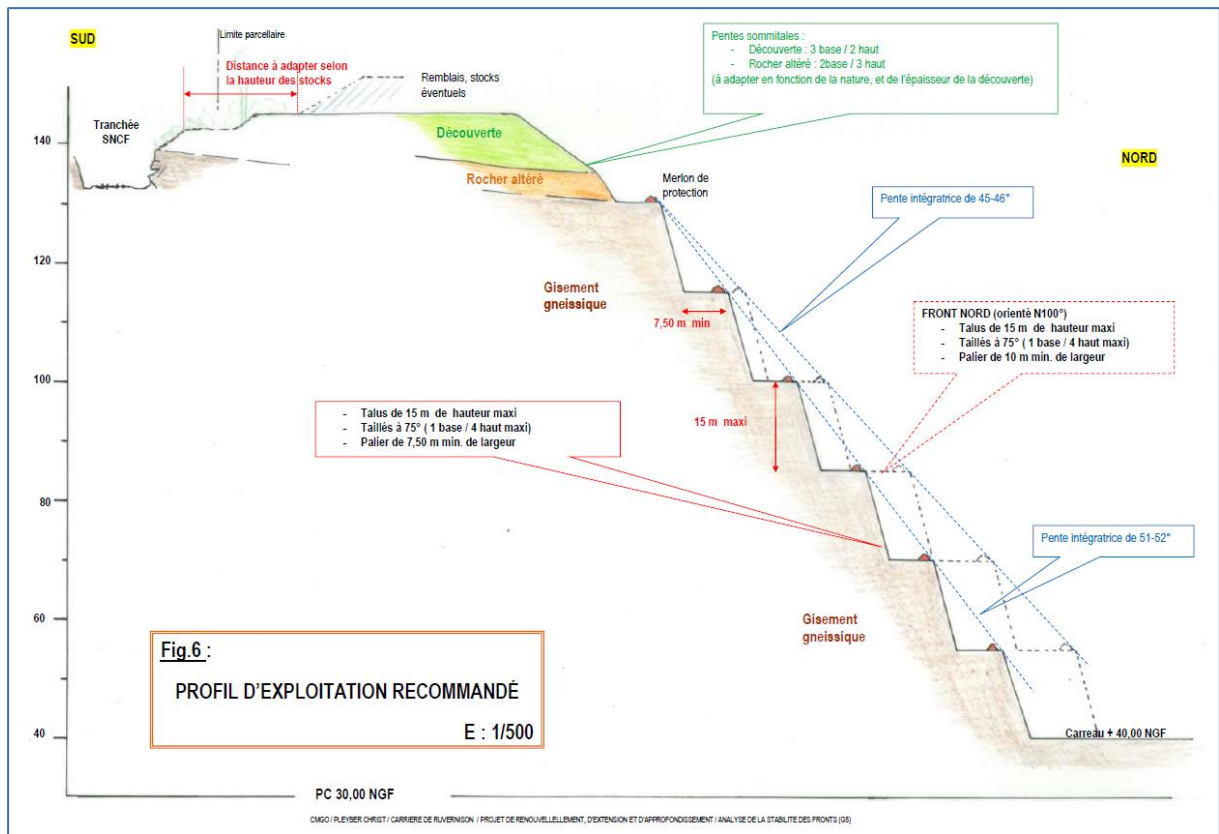 SUD
Limite parcellaire
Distance à adapter selon
la hauteur des stocks
Remblais, stocks
éventuels
Pentes sommitales :
- Découverte : 3 base / 2 haut
- Rocher altéré : 2base / 3 haut
(à adapter en fonction de la nature, et de l'épaisseur de la découverte)
Tranchée
SNCF
140
Découverte
NORD
Rocher altéré
Merlon de
protection
Pente intégratrice de 45-46°
120
Gisement
gneissique
7,50 m min
FRONT NORD (orienté N100°)
- Talus de 15 m de hauteur maxi
- Taillés à 75° ( 1 base / 4 haut maxi)
- Palier de 10 m min. de largeur
100
- Talus de 15 m de hauteur maxi
- Taillés à 75° ( 1 base / 4 haut maxi)
- Palier de 7,50 m min. de largeur
15 m maxi
80
Pente intégratrice de 51-52°
60
Gisement
gneissique
Fig.6 :
PROFIL D'EXPLOITATION RECOMMANDÉ
E : 1/500
40
Carreau + 40,00 NGF
PC 30,00 NGF
CMGO / PLEYBER CHRIST / CARRIERE DE RUVERNISON / PROJET DE RENOUVELLELLEMENT, D'EXTENSION ET D'APPROFONDISSEMENT / ANALYSE DE LA STABILITE DES FRONTS (G5)